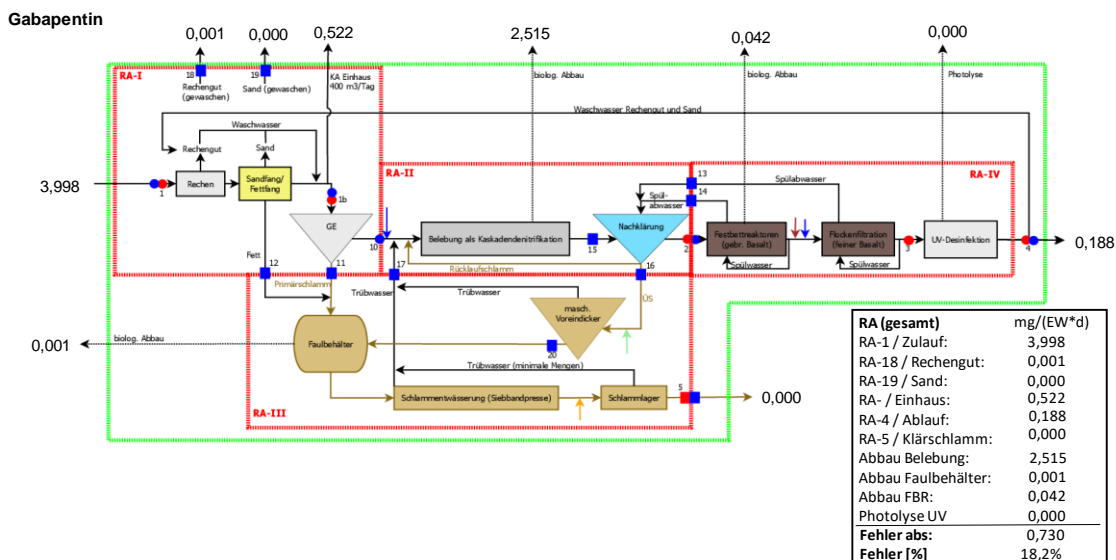 Gabapentin
0,001
0,000
0,522
2,515
0,042
0,000
RA-I
18
Rechengut
(gewaschen)
19
Sand (gewaschen)
KA Einhaus
400 m3/Tag
biolog. Abbau
biolog. Abbau
Photolyse
Waschwasser Rechengut und Sand
Waschwasser
Rechengut
Sand
3,998
1
Rechen
Sandfang/
Fettfang
1b
RA-II
13
14
Spülabwasser
RA-IV
Spül-
abwasser
GE
10
Belebung als Kaskadendenitrifikation
15
Nachklärung
2
Festbettreaktoren
(gebr. Basalt)
Flockenfiltration
(feiner Basalt)
3
UV-Desinfektion
4
0,188
Spülwasser
Spülwasser
Fett
12
11
Primärschlamm
17
Rücklaufschlamm
16
Trübwasser
Trübwasser
ÜS
masch.
Voreindicker
20
0,001
biolog. Abbau
Faulbehälter
Trübwasser (minimale Mengen)
Schlammentwässerung (Siebbandpresse)
Schlammlager
5
0,000
RA-III
RA (gesamt) mg/(EW*d)
RA-1 / Zulauf: 3,998
RA-18 / Rechengut: 0,001
RA-19 / Sand: 0,000
RA- / Einhaus: 0,522
RA-4 / Ablauf: 0,188
RA-5 / Klärschlamm: 0,000
Abbau Belebung: 2,515
Abbau Faulbehälter: 0,001
Abbau FBR: 0,042
Photolyse UV 0,000
Fehler abs: 0,730
Fehler [%] 18,2%